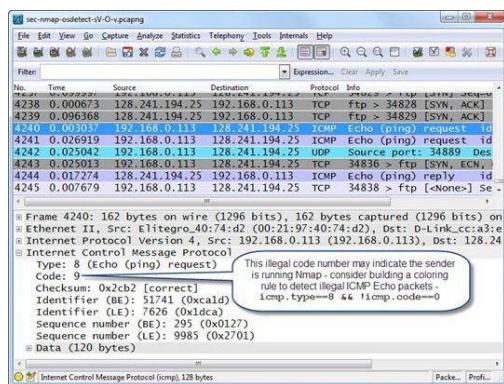 sec-nmap-osdetect-sV-O-v.pcapng
File Edit View Go Capture Analyze Statistics Telephony Tools Internals Help
Filter: Expression... Clear Apply Save
No. Time Source Destination Protocol Info
4238 0.000673 128.241.194.25 192.168.0.113 TCP ftp > 34828 [SYN, ACK]
4239 0.096368 128.241.194.25 192.168.0.113 TCP ftp > 34829 [SYN, ACK]
4240 0.003037 192.168.0.113 128.241.194.25 ICMP Echo (ping) request id
4241 0.026919 192.168.0.113 128.241.194.25 ICMP Echo (ping) request id
4242 0.025042 192.168.0.113 128.241.194.25 UDP Source port: 34889 Des
4243 0.025013 192.168.0.113 128.241.194.25 TCP 34836 > ftp [SYN, ECN,
4244 0.017274 128.241.194.25 192.168.0.113 ICMP Echo (ping) reply id
4245 0.007679 192.168.0.113 128.241.194.25 TCP 34838 > ftp [<None>] Se
Frame 4240: 162 bytes on wire (1296 bits), 162 bytes captured (1296 bits) on
Ethernet II, Src: Elitegro_40:74:d2 (00:21:97:40:74:d2), Dst: D-Link_cc:a3:e
Internet Protocol Version 4, Src: 192.168.0.113 (192.168.0.113), Dst: 128.24
Internet Control Message Protocol
Type: 8 (Echo (ping) request)
Code: 9
Checksum: 0x2cb2 [correct]
Identifier (BE): 51741 (0xca1d)
Identifier (LE): 7626 (0x1dca)
Sequence number (BE): 295 (0x0127)
Sequence number (LE): 9985 (0x2701)
Data (120 bytes)
This illegal code number may indicate the sender
is running Nmap - consider building a coloring
rule to detect illegal ICMP Echo packets -
icmp.type==8 && !icmp.code==0
Internet Control Message Protocol (icmp), 128 bytes Packe... Profi...